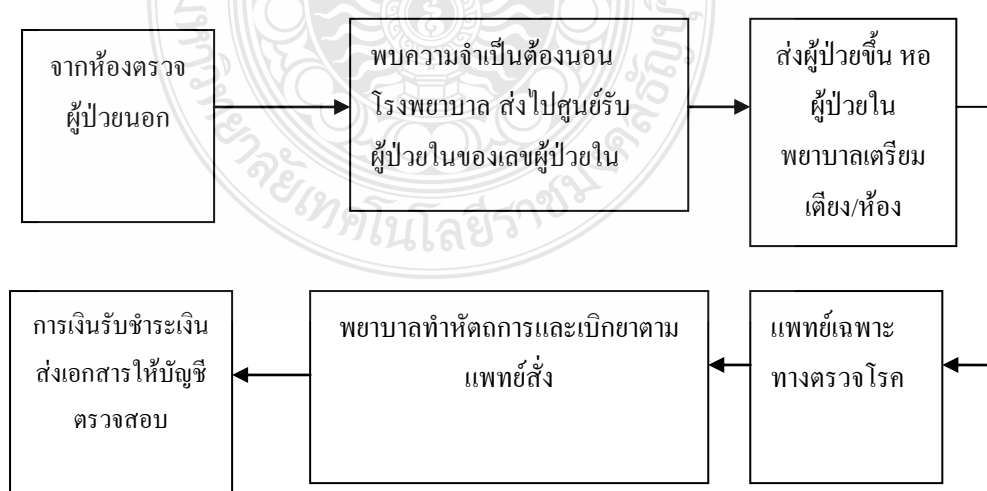 จากห้องตรวจ
ผู้ป่วยนอก
พบความจำเป็นต้องนอน
โรงพยาบาล ส่งไปศูนย์รับ
ผู้ป่วยในของเลขผู้ป่วยใน
ส่งผู้ป่วยขึ้น หอ
ผู้ป่วยใน
พยาบาลเตรียม
เตียง/ห้อง
แพทย์เฉพาะ
ทางตรวจโรค
พยาบาลทำหัตถการและเบิกยาตาม
แพทย์สั่ง
การเงินรับชำระเงิน
ส่งเอกสารให้บัญชี
ตรวจสอบ